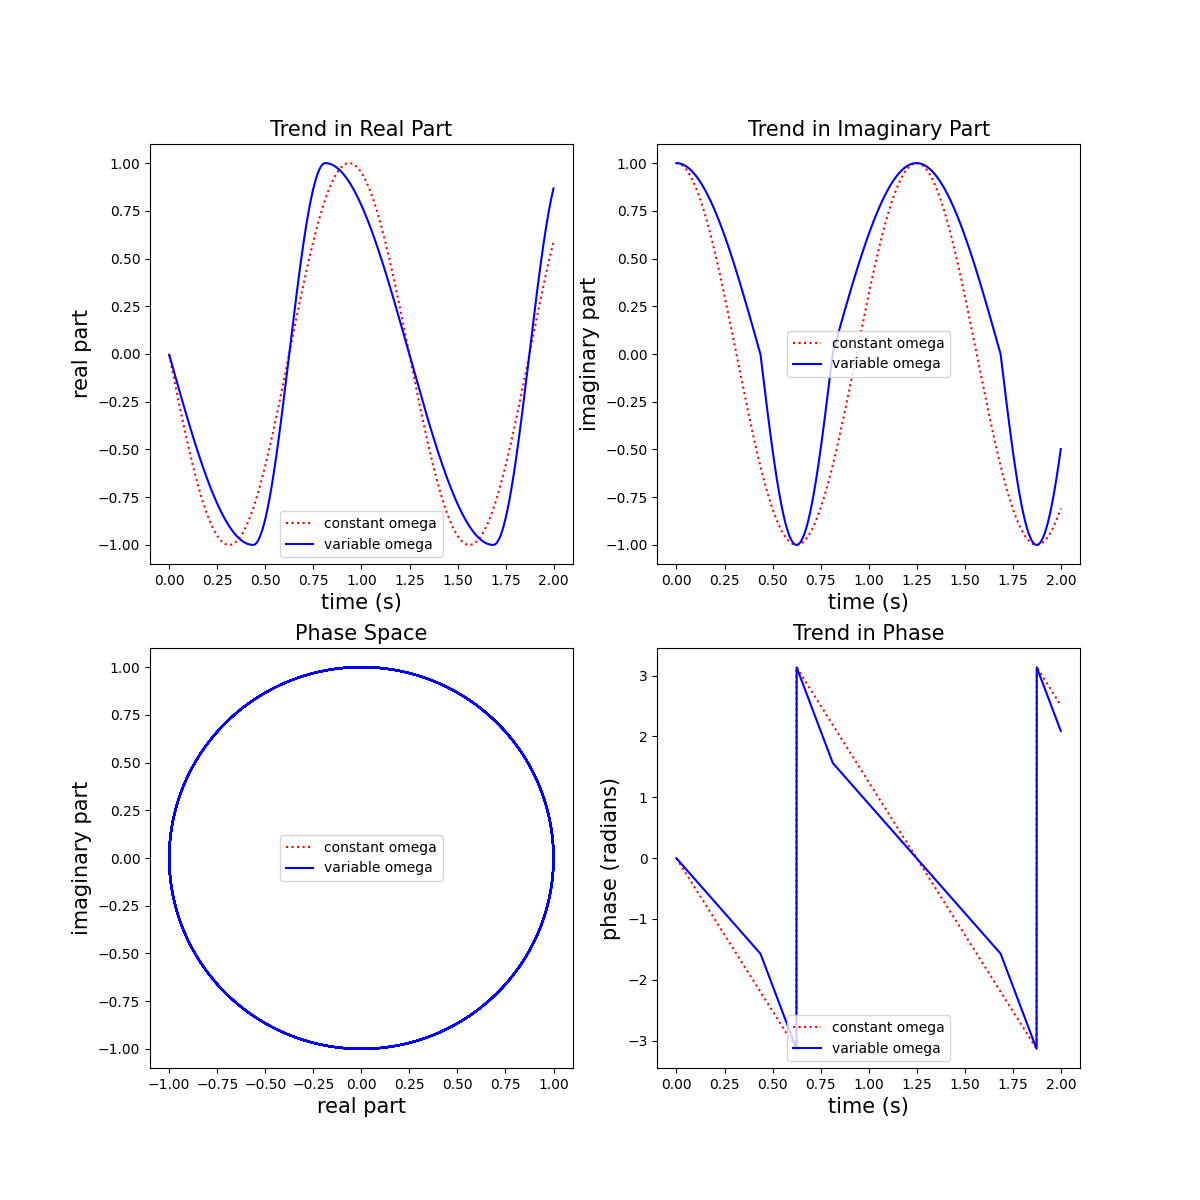 Trend in Real Part
real part
1.00
0.75
0.50
0.25
0.00
−0.25
−0.50
−0.75
−1.00
constant omega
variable omega
0.00 0.25 0.50 0.75 1.00 1.25 1.50 1.75 2.00
time (s)
Trend in Imaginary Part
imaginary part
1.00
0.75
0.50
0.25
0.00
−0.25
−0.50
−0.75
−1.00
constant omega
variable omega
0.00 0.25 0.50 0.75 1.00 1.25 1.50 1.75 2.00
time (s)
Phase Space
imaginary part
1.00
0.75
0.50
0.25
0.00
−0.25
−0.50
−0.75
−1.00
constant omega
variable omega
−1.00 −0.75 −0.50 −0.25 0.00 0.25 0.50 0.75 1.00
real part
Trend in Phase
phase (radians)
3
2
1
0
−1
−2
−3
constant omega
variable omega
0.00 0.25 0.50 0.75 1.00 1.25 1.50 1.75 2.00
time (s)